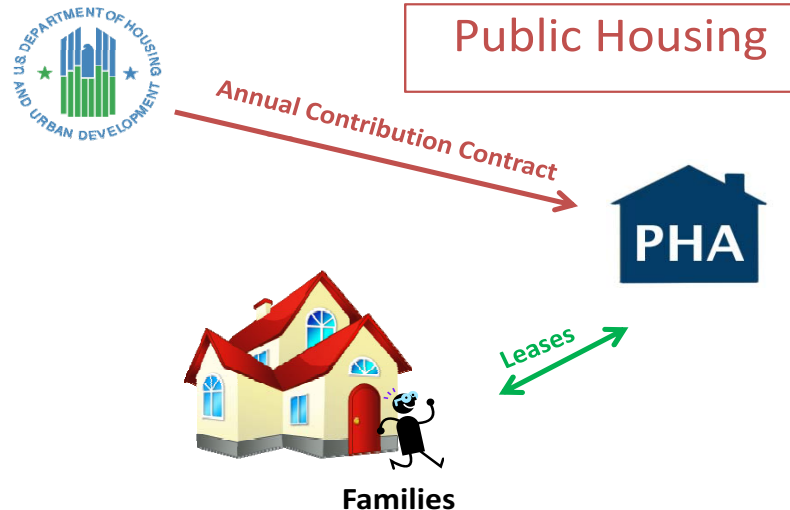 U.S. DEPARTMENT OF HOUSING
AND URBAN DEVELOPMENT
Public Housing
Annual Contribution Contract
PHA
Leases
Families